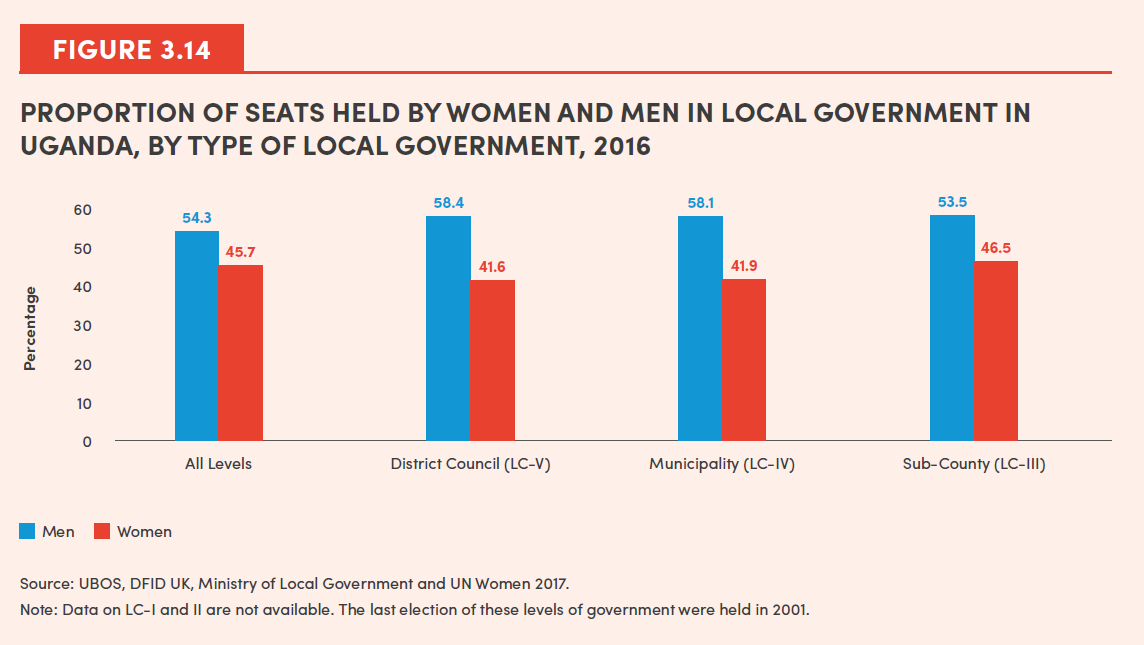 FIGURE 3.14
PROPORTION OF SEATS HELD BY WOMEN AND MEN IN LOCAL GOVERNMENT IN
UGANDA, BY TYPE OF LOCAL GOVERNMENT, 2016
Percentage
60
50
40
30
20
10
0
54.3
45.7
58.4
41.6
58.1
41.9
53.5
46.5
All Levels
District Council (LC-V)
Municipality (LC-IV)
Sub-County (LC-III)
Men
Women
Source: UBOS, DFID UK, Ministry of Local Government and UN Women 2017.
Note: Data on LC-I and II are not available. The last election of these levels of government were held in 2001.